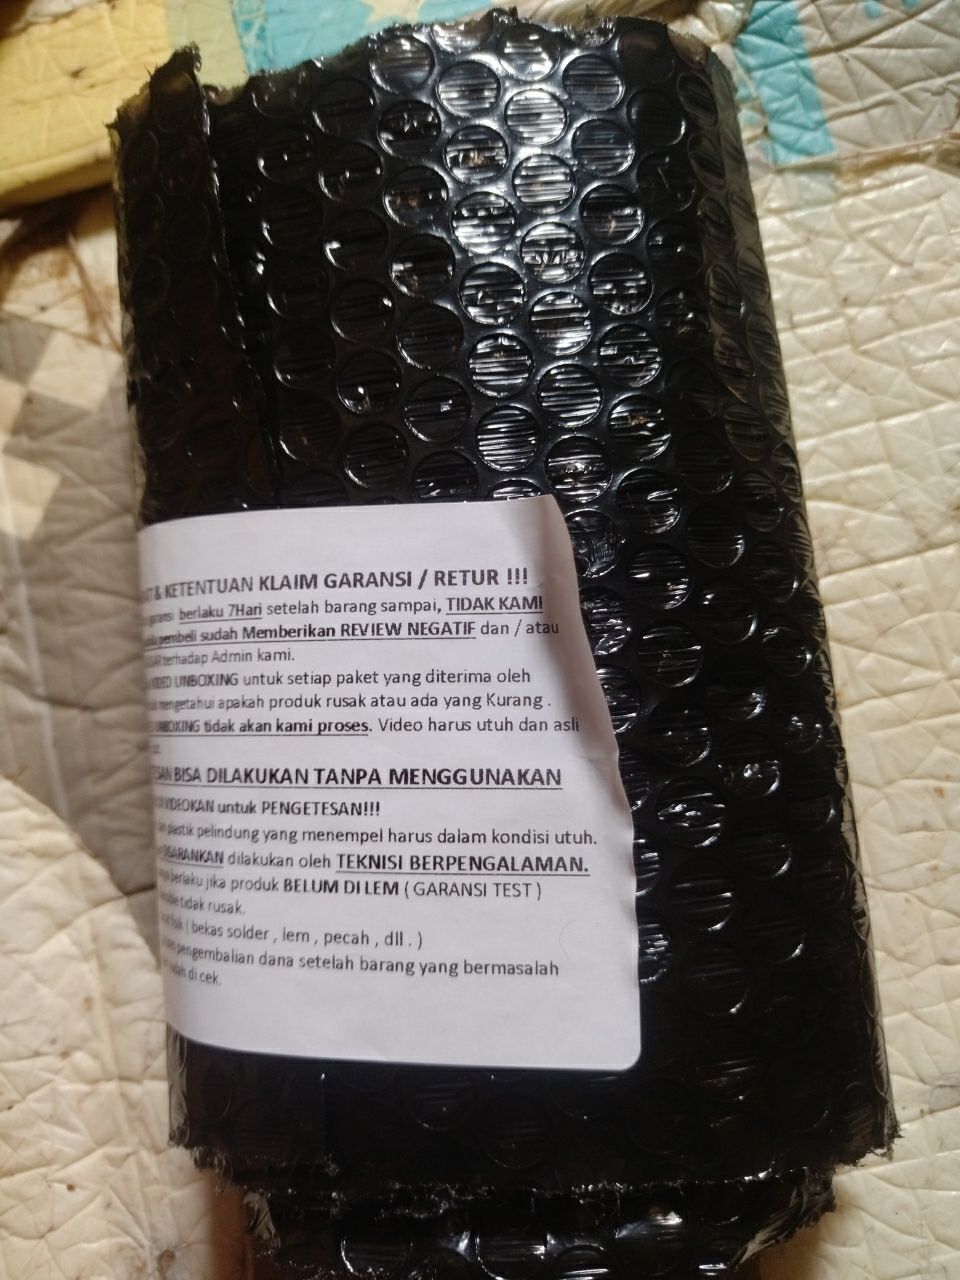 & KETENTUAN KLAIM GARANSI / RETUR !!!
berlaku 7Hari setelah barang sampai, TIDAK KAMI
pembeli sudah Memberikan REVIEW NEGATIF dan / atau
terhadap Admin kami.
VIDEO UNBOXING untuk setiap paket yang diterima oleh
mengetahui apakah produk rusak atau ada yang Kurang .
UNBOXING tidak akan kami proses. Video harus utuh dan asli
BISA DILAKUKAN TANPA MENGGUNAKAN
VIDEOKAN untuk PENGETESAN!!!
plastik pelindung yang menempel harus dalam kondisi utuh.
DISARANKAN dilakukan oleh TEKNISI BERPENGALAMAN.
berlaku jika produk BELUM DI LEM ( GARANSI TEST )
tidak rusak.
fisik ( bekas solder , lem , pecah , dll . )
pengembalian dana setelah barang yang bermasalah
di cek.